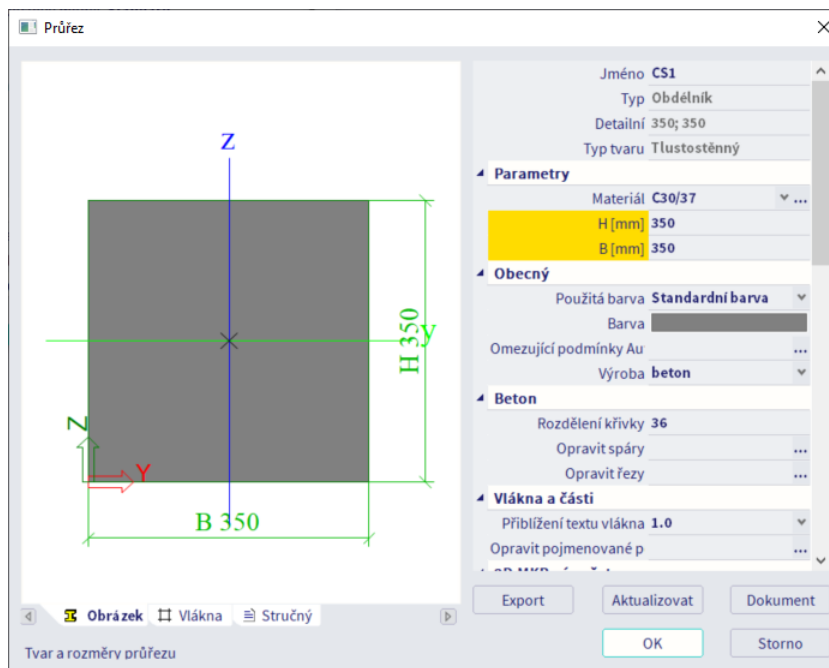 Průřez
Z
y
H 350
Z
Y
B 350
Obrázek
Vlákna
Stručný
Tvar a rozměry průřezu
Jméno CS1
Typ Obdélník
Detailní 350; 350
Typ tvaru Tlustostěnný
Parametry
Materiál C30/37 ...
H [mm] 350
B [mm] 350
Obecný
Použitá barva Standardní barva
Barva
Omezující podmínky Au ...
Výroba beton
Beton
Rozdělení křivky 36
Opravit spáry ...
Opravit řezy ...
Vlákna a části
Přiblížení textu vlákna 1.0
Opravit pojmenované p ...
Export
Aktualizovat
Dokument
OK
Storno